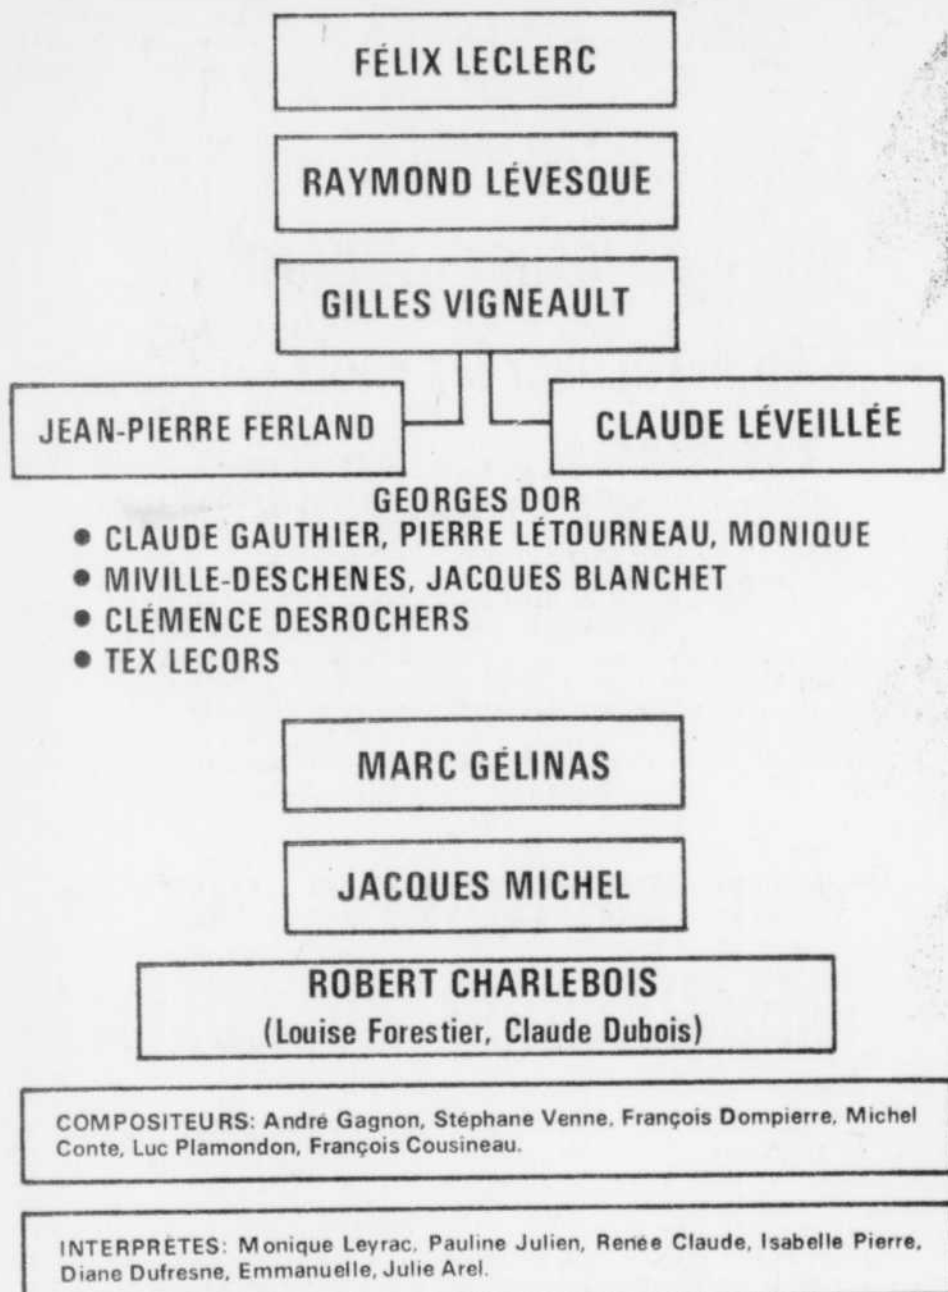 FÉLIX LECLERC
RAYMOND LÉVESQUE
GILLES VIGNEAULT
JEAN-PIERRE FERLAND
CLAUDE LÉVEILLÉE
GEORGES DOR
• CLAUDE GAUTHIER, PIERRE LÉTOURNEAU, MONIQUE
• MIVILLE-DESCHENES, JACQUES BLANCHET
• CLÉMENCE DESROCHERS
• TEX LECORS
MARC GÉLINAS
JACQUES MICHEL
ROBERT CHARLEBOIS
(Louise Forestier, Claude Dubois)
COMPOSITEURS: André Gagnon, Stéphane Venne, François Dompierre, Michel
Conte, Luc Plamondon, François Cousineau.
INTERPRÈTES: Monique Leyrac, Pauline Julien, Renée Claude, Isabelle Pierre,
Diane Dufresne, Emmanuelle, Julie Arel.